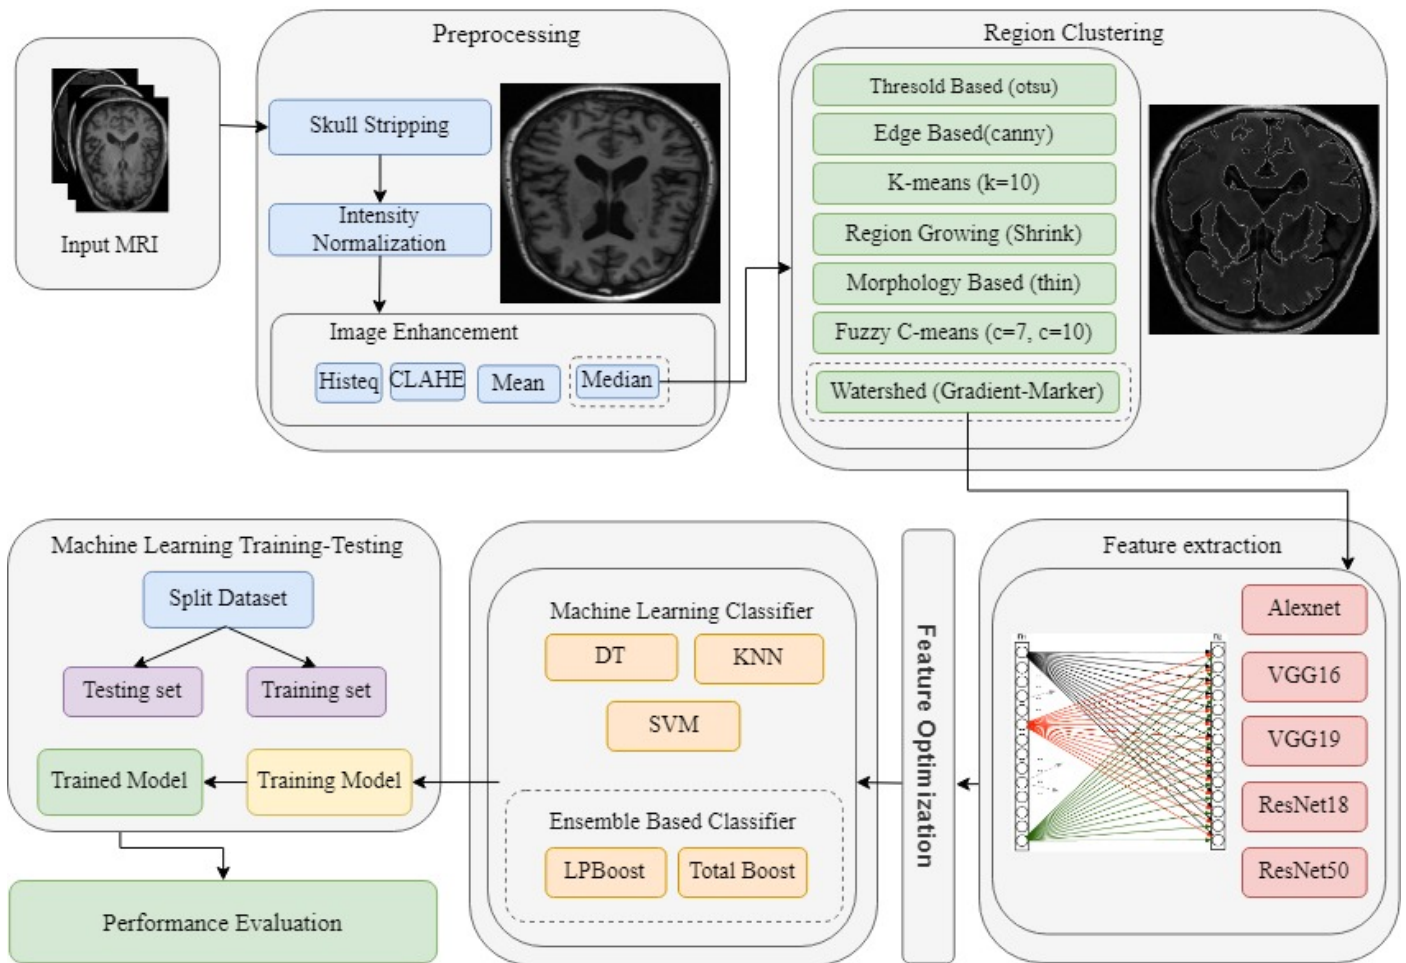 Input MRI
Preprocessing
Skull Stripping
Intensity
Normalization
Image Enhancement
Histeq
CLAHE
Mean
Median
Region Clustering
Thresold Based (otsu)
Edge Based(canny)
K-means (k=10)
Region Growing (Shrink)
Morphology Based (thin)
Fuzzy C-means (c=7, c=10)
Watershed (Gradient-Marker)
Feature extraction
Alexnet
VGG16
VGG19
ResNet18
ResNet50
Feature Optimization
Machine Learning Classifier
DT
KNN
SVM
Ensemble Based Classifier
LPBoost
Total Boost
Machine Learning Training-Testing
Split Dataset
Testing set
Training set
Trained Model
Training Model
Performance Evaluation